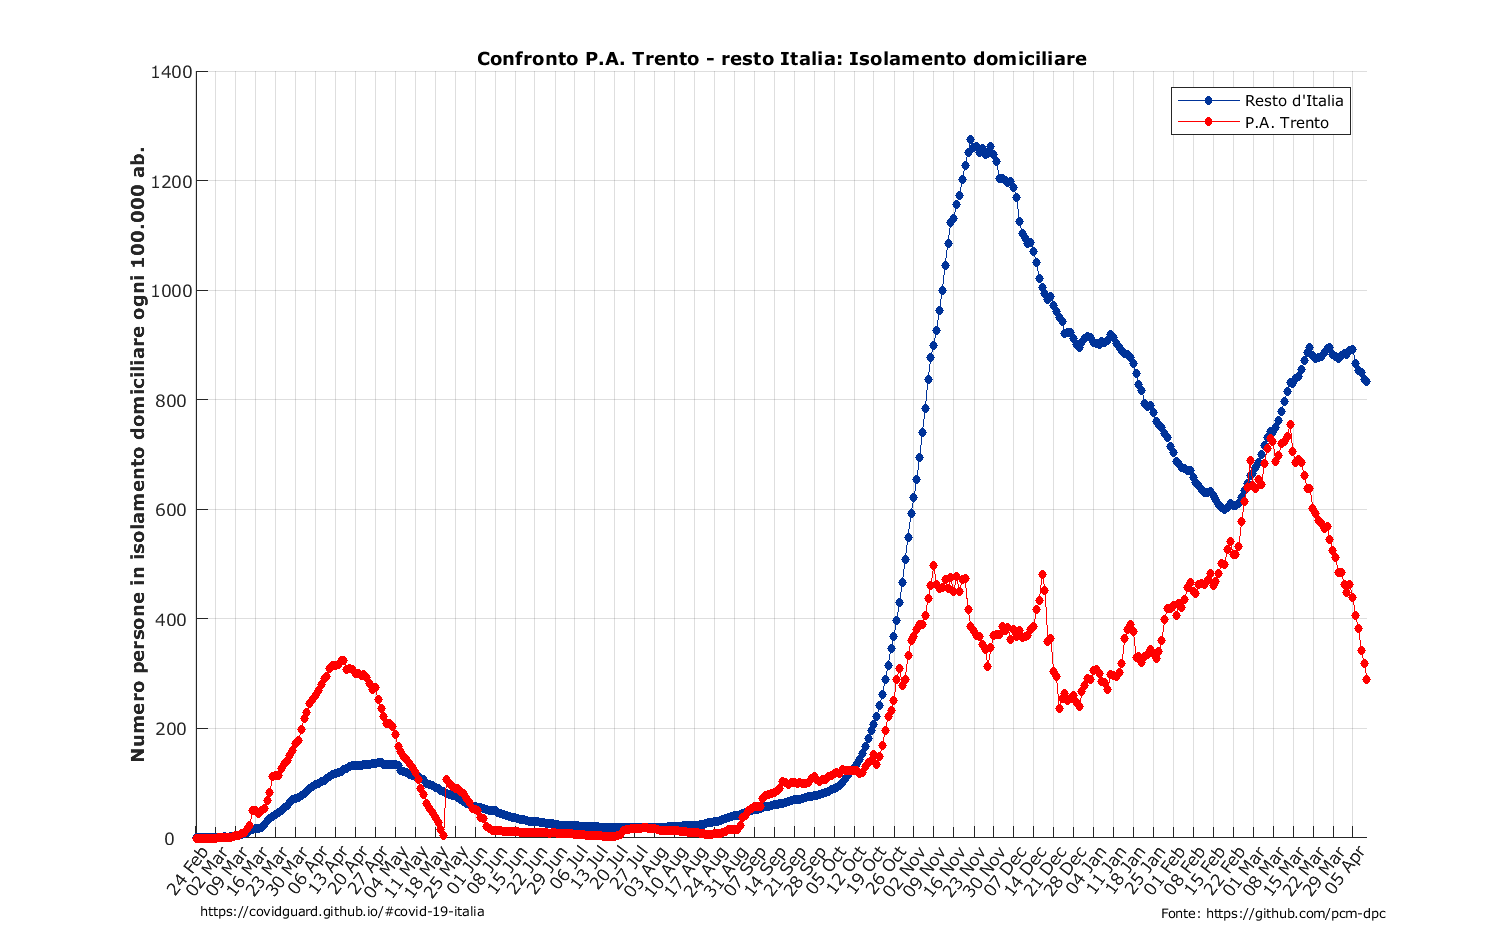 Confronto P.A. Trento - resto Italia: Isolamento domiciliare
Numero persone in isolamento domiciliare ogni 100.000 ab.
1400
1200
1000
800
600
400
200
0
Resto d'Italia
P.A. Trento
24 Feb
02 Mar
09 Mar
16 Mar
23 Mar
30 Mar
06 Apr
13 Apr
20 Apr
27 Apr
04 May
11 May
18 May
25 May
01 Jun
08 Jun
15 Jun
22 Jun
29 Jun
06 Jul
13 Jul
20 Jul
27 Jul
03 Aug
10 Aug
17 Aug
24 Aug
31 Aug
07 Sep
14 Sep
21 Sep
28 Sep
05 Oct
12 Oct
19 Oct
26 Oct
02 Nov
09 Nov
16 Nov
23 Nov
30 Nov
07 Dec
14 Dec
21 Dec
28 Dec
04 Jan
11 Jan
18 Jan
25 Jan
01 Feb
08 Feb
15 Feb
22 Feb
01 Mar
08 Mar
15 Mar
22 Mar
29 Mar
05 Apr
https://covidguard.github.io/#covid-19-italia
Fonte: https://github.com/pcm-dpc